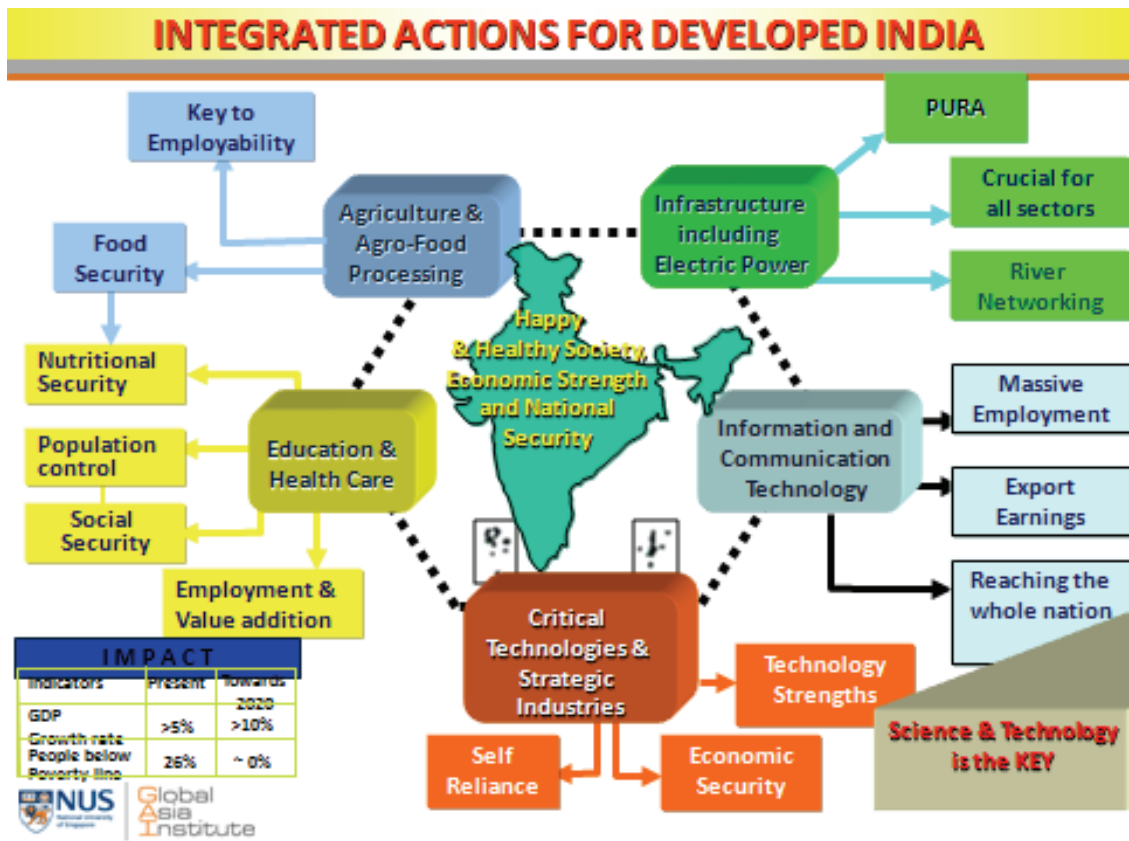 INTEGRATED ACTIONS FOR DEVELOPED INDIA
Key to
Employability
Agriculture &
Agro-Food
Processing
Food
Security
Infrastructure
including
Electric Power
PURA
Crucial for
all sectors
River
Networking
Happy
& Healthy Society,
Economic Strength
and National
Security
Nutritional
Security
Population
control
Social
Security
Education &
Health Care
Employment &
Value addition
Information and
Communication
Technology
Massive
Employment
Export
Earnings
Reaching the
whole nation
Critical
Technologies &
Strategic
Industries
Technology
Strengths
Self
Reliance
Economic
Security
Science & Technology
is the KEY
IMPACT
Indicators Present Towards
2020
GDP
Growth rate >5% >10%
People below
Poverty line 26% ~ 0%
NUS
National University
of Singapore
Global
Asia
Institute